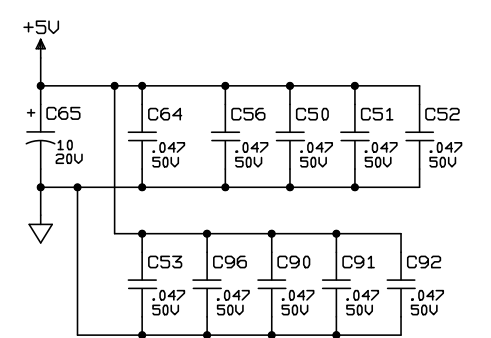 +5V
+ C65 C64 C56 C50 C51 C52
10 .047 .047 .047 .047 .047
20V 50V 50V 50V 50V 50V
C53 C96 C90 C91 C92
.047 .047 .047 .047 .047
50V 50V 50V 50V 50V